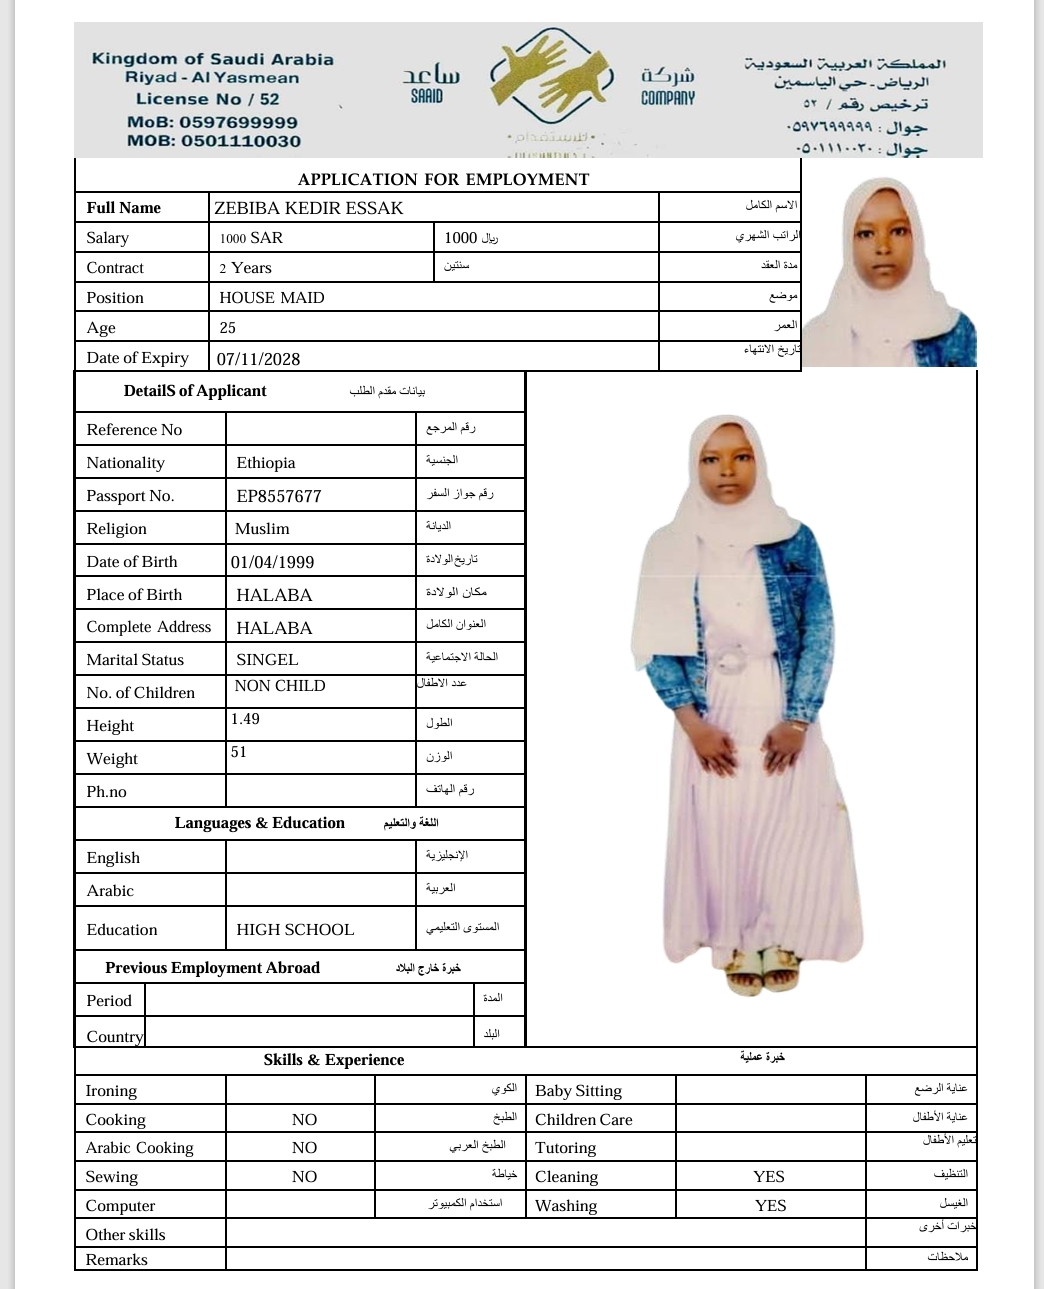 Kingdom of Saudi Arabia
Riyad - Al Yasmean
License No / 52
MoB: 0597699999
MOB: 0501110030
ساعد
SAAID
شركة
COMPANY
للاستقدام
المملكة العربية السعودية
الرياض - حي الياسمين
ترخيص رقم / ٥٢
جوال : ٠٥٩٧٦٩٩٩٩٩
جوال : ٠٥٠١١١٠٠٣٠
APPLICATION FOR EMPLOYMENT
Full Name ZEBIBA KEDIR ESSAK الاسم الكامل
Salary 1000 SAR 1000 ريال الراتب الشهري
Contract 2 Years سنتين مدة العقد
Position HOUSE MAID موضع
Age 25 العمر
Date of Expiry 07/11/2028 تاريخ الانتهاء
DetailS of Applicant بيانات مقدم الطلب
Reference No رقم المرجع
Nationality Ethiopia الجنسية
Passport No. EP8557677 رقم جواز السفر
Religion Muslim الديانة
Date of Birth 01/04/1999 تاريخ الولادة
Place of Birth HALABA مكان الولادة
Complete Address HALABA العنوان الكامل
Marital Status SINGEL الحالة الاجتماعية
No. of Children NON CHILD عدد الاطفال
Height 1.49 الطول
Weight 51 الوزن
Ph.no رقم الهاتف
Languages & Education اللغة والتعليم
English الإنجليزية
Arabic العربية
Education HIGH SCHOOL المستوى التعليمي
Previous Employment Abroad خبرة خارج البلاد
Period المدة
Country البلد
Skills & Experience خبرة عملية
Ironing الكوي Baby Sitting عناية الرضع
Cooking NO الطبخ Children Care عناية الأطفال
Arabic Cooking NO الطبخ العربي Tutoring تعليم الأطفال
Sewing NO خياطة Cleaning YES التنظيف
Computer استخدام الكمبيوتر Washing YES الغيسل
Other skills خبرات أخرى
Remarks ملاحظات